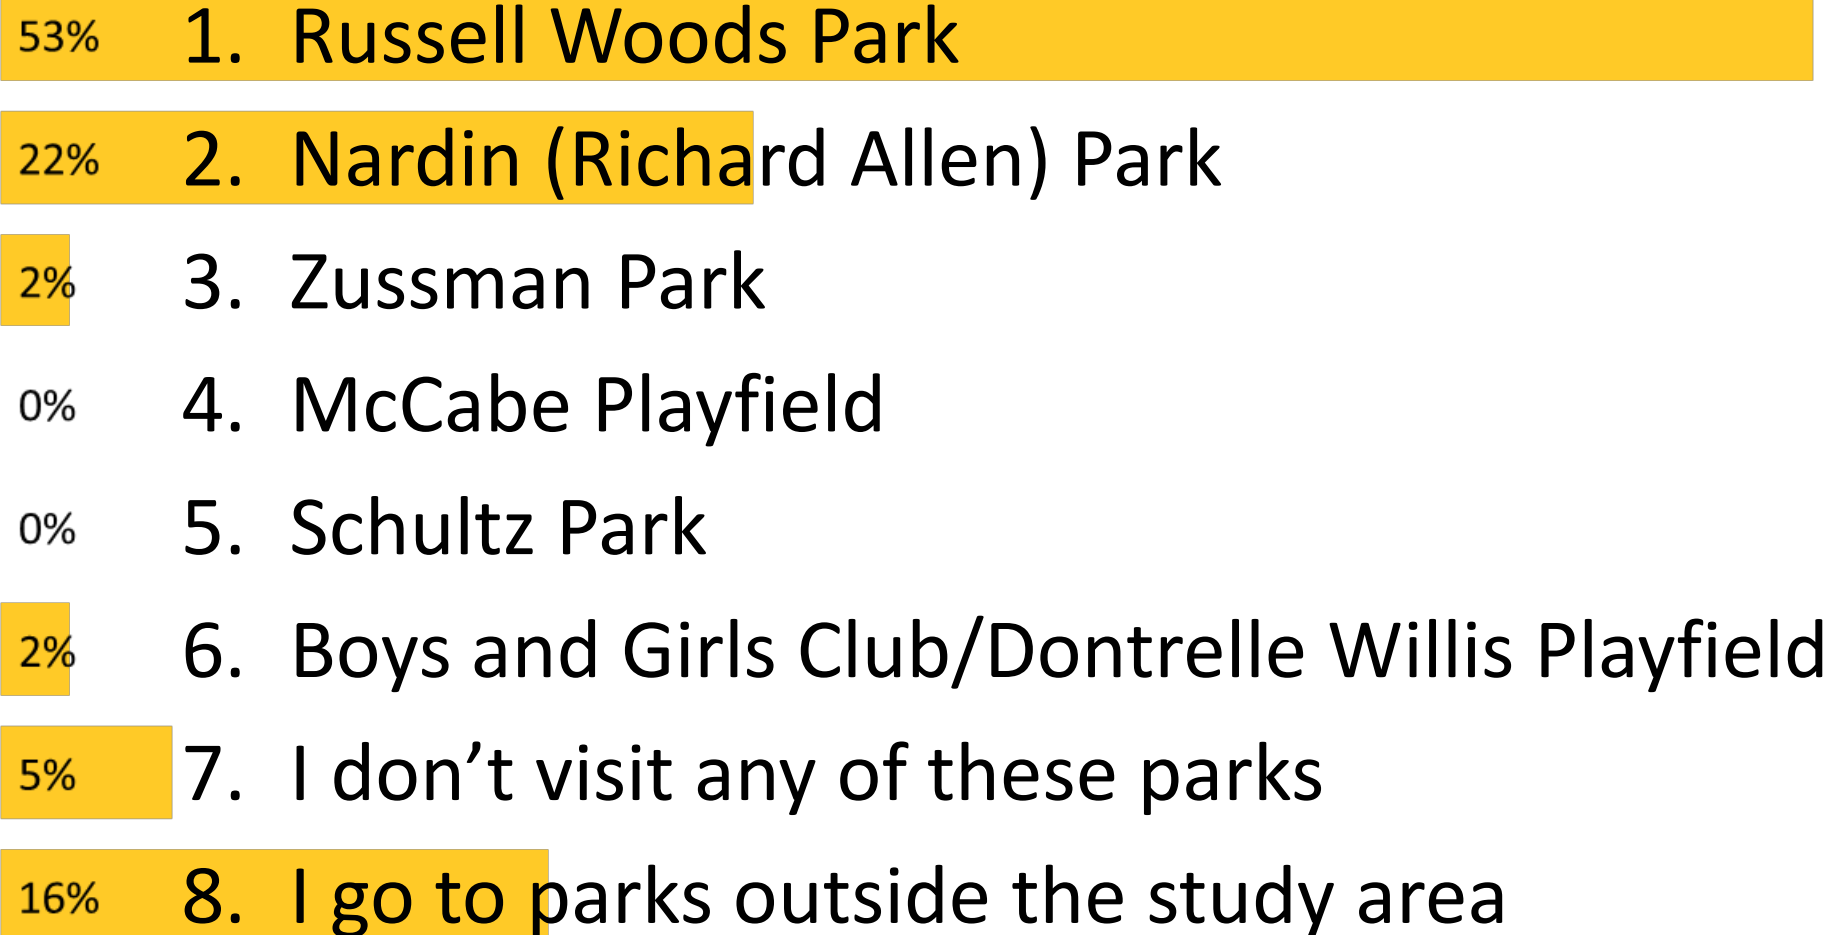 53% 1. Russell Woods Park
22% 2. Nardin (Richard Allen) Park
2% 3. Zussman Park
0% 4. McCabe Playfield
0% 5. Schultz Park
2% 6. Boys and Girls Club/Dontrelle Willis Playfield
5% 7. I don’t visit any of these parks
16% 8. I go to parks outside the study area